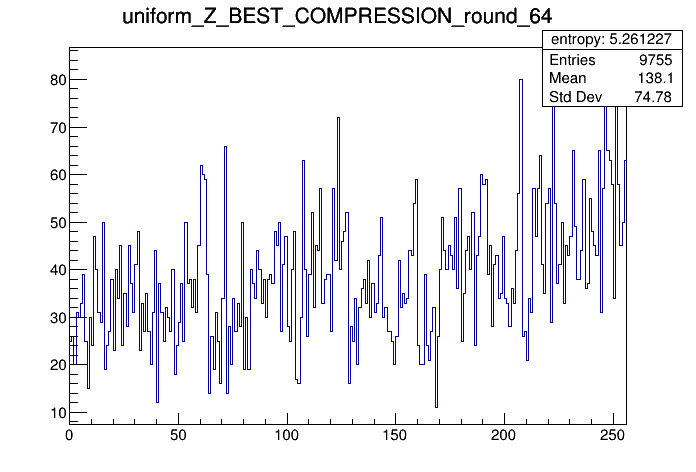 uniform_Z_BEST_COMPRESSION_round_64
entropy: 5.261227
Entries 9755
Mean 138.1
Std Dev 74.78
80
70
60
50
40
30
20
10
0 50 100 150 200 250